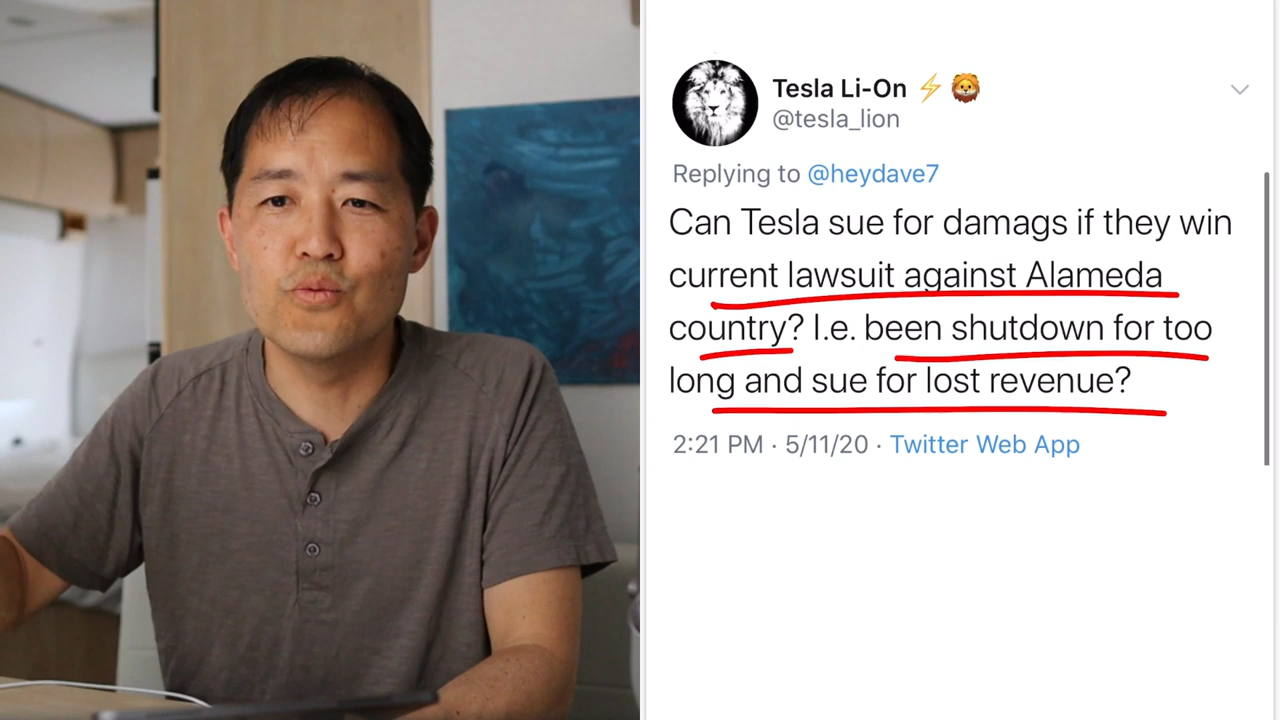 Tesla Li-On ⚡🦁
@tesla_lion
Replying to @heydave7
Can Tesla sue for damags if they win
current lawsuit against Alameda
country? I.e. been shutdown for too
long and sue for lost revenue?
2:21 PM · 5/11/20 · Twitter Web App